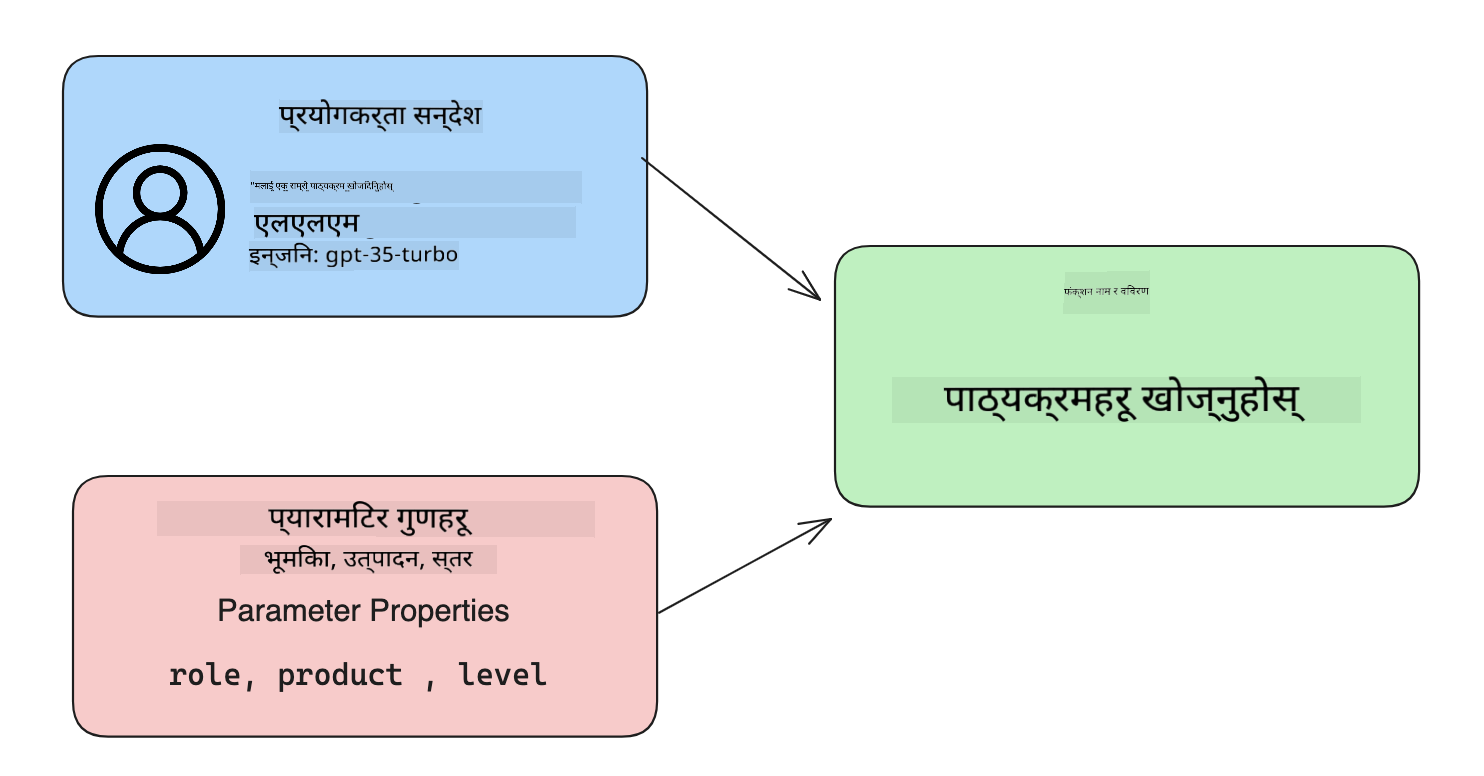 प्रयोगकर्ता सन्देश
"मलाई एक राम्रो पाठ्यक्रम खोजिदिनुहोस्
एलएलएम
इन्जिन: gpt-35-turbo
फंक्शन नाम र विवरण
पाठ्यक्रमहरू खोज्नुहोस्
प्यारामिटर गुणहरू
भूमिका, उत्पादन, स्तर
Parameter Properties
role, product , level